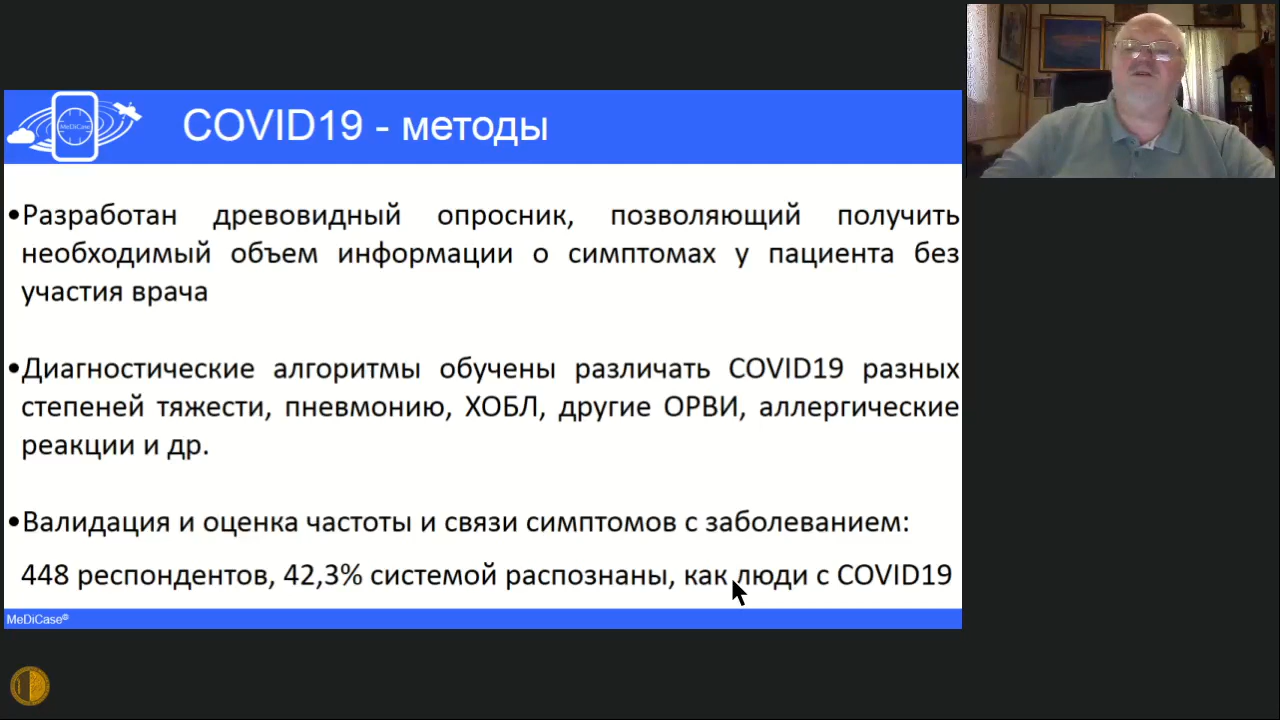 COVID19 - методы
MeDiCase
•Разработан древовидный опросник, позволяющий получить
необходимый объем информации о симптомах у пациента без
участия врача
•Диагностические алгоритмы обучены различать COVID19 разных
степеней тяжести, пневмонию, ХОБЛ, другие ОРВИ, аллергические
реакции и др.
•Валидация и оценка частоты и связи симптомов с заболеванием:
448 респондентов, 42,3% системой распознаны, как люди с COVID19
MeDiCase©